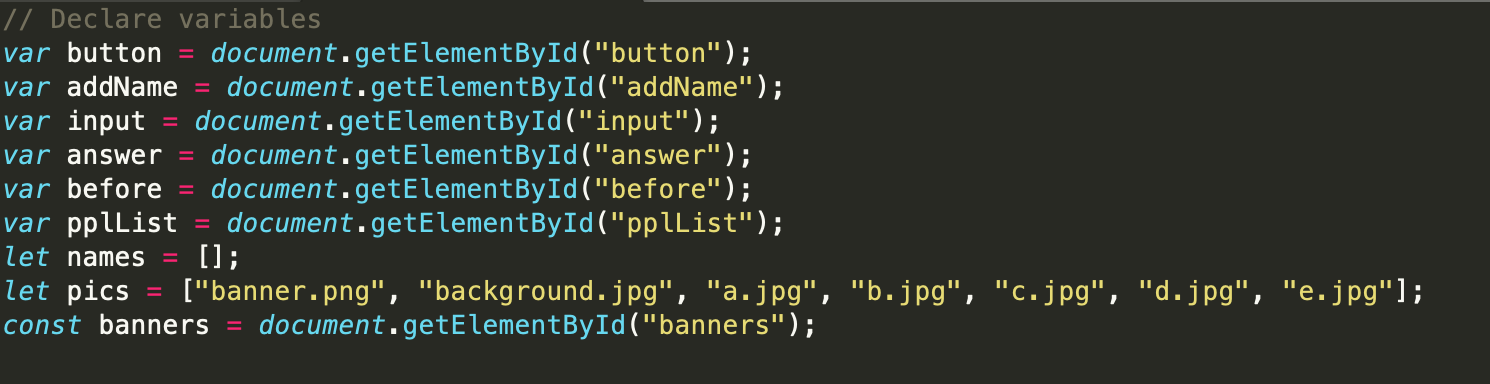 // Declare variables
var button = document.getElementById("button");
var addName = document.getElementById("addName");
var input = document.getElementById("input");
var answer = document.getElementById("answer");
var before = document.getElementById("before");
var pplList = document.getElementById("pplList");
let names = [];
let pics = ["banner.png", "background.jpg", "a.jpg", "b.jpg", "c.jpg", "d.jpg", "e.jpg"];
const banners = document.getElementById("banners");